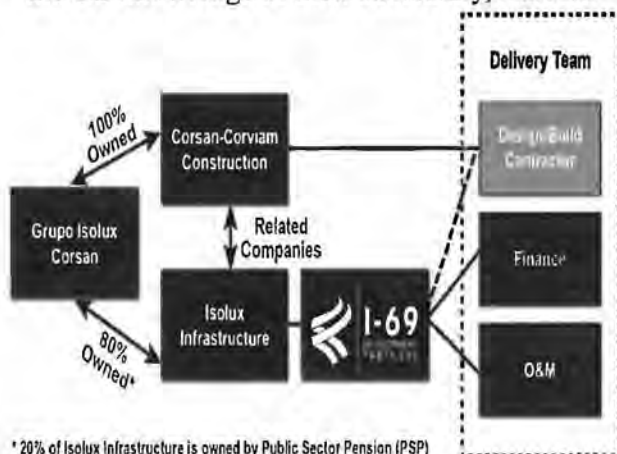 Delivery Team
100%
Owned
Corsan-Corviam
Construction
Design-Build
Contractor
Grupo Isolux
Corsan
Related
Companies
Finance
Isolux
Infrastructure
I-69
80%
Owned*
O&M
* 20% of Isolux Infrastructure is owned by Public Sector Pension (PSP)